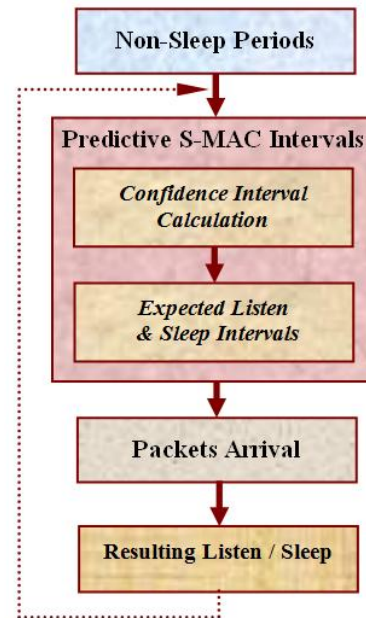 Non-Sleep Periods
Predictive S-MAC Intervals
Confidence Interval
Calculation
Expected Listen
& Sleep Intervals
Packets Arrival
Resulting Listen / Sleep